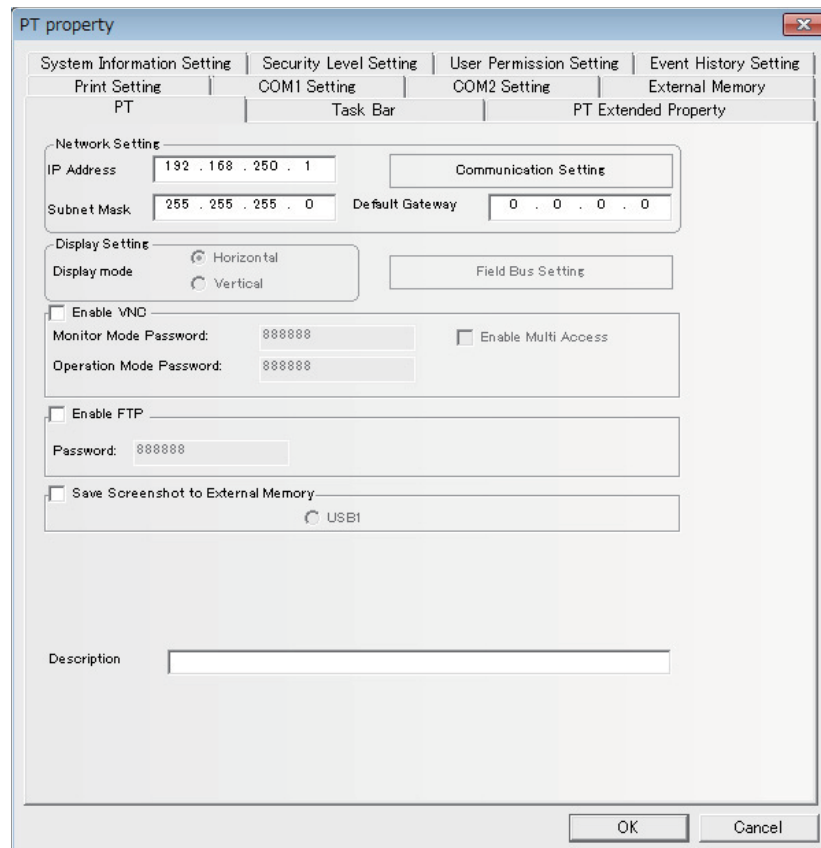 PT property
System Information Setting Security Level Setting User Permission Setting Event History Setting
Print Setting COM1 Setting COM2 Setting External Memory
PT Task Bar PT Extended Property
Network Setting
IP Address 192 . 168 . 250 . 1 Communication Setting
Subnet Mask 255 . 255 . 255 . 0 Default Gateway 0 . 0 . 0 . 0
Display Setting
Display mode Horizontal Field Bus Setting
Vertical
Enable VNC
Monitor Mode Password: 888888 Enable Multi Access
Operation Mode Password: 888888
Enable FTP
Password: 888888
Save Screenshot to External Memory
USB1
Description
OK Cancel